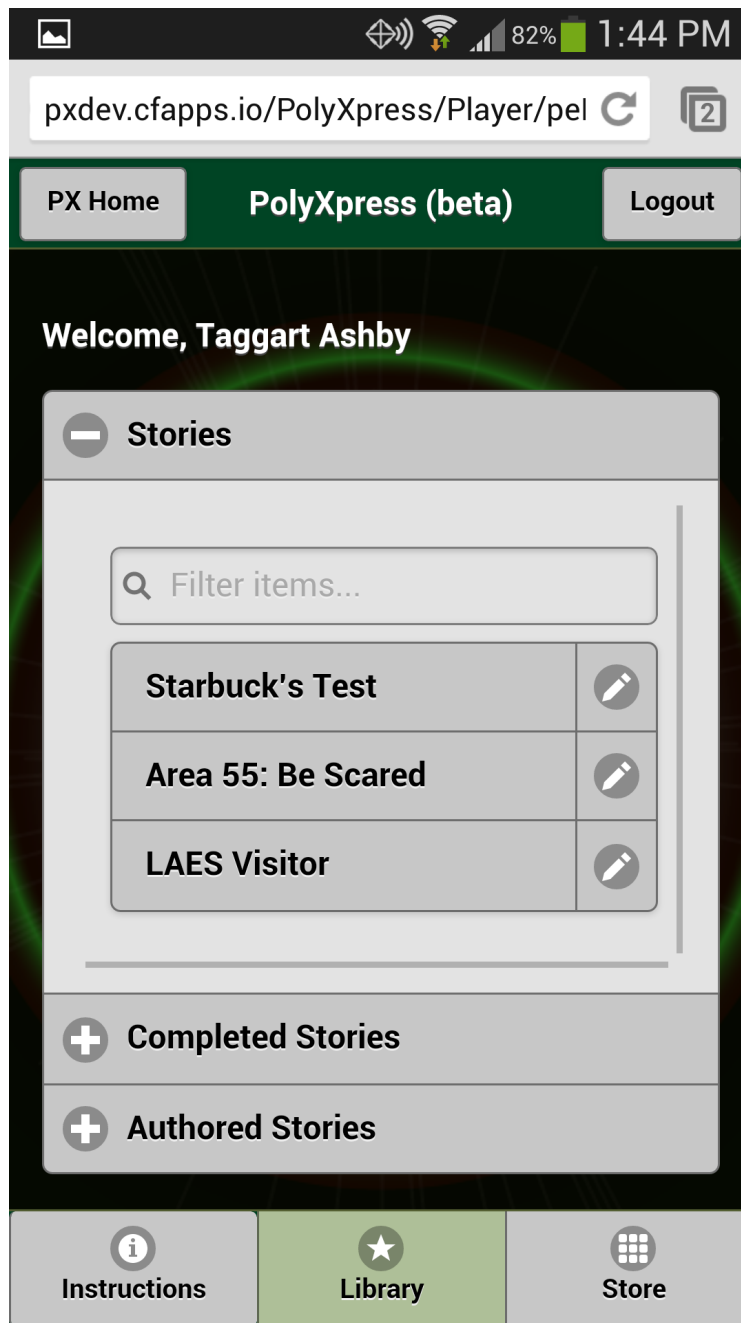 82% 1:44 PM
pxdev.cfapps.io/PolyXpress/Player/pel
2
PX Home
PolyXpress (beta)
Logout
Welcome, Taggart Ashby
Stories
Filter items...
Starbuck's Test
Area 55: Be Scared
LAES Visitor
Completed Stories
Authored Stories
Instructions
Library
Store